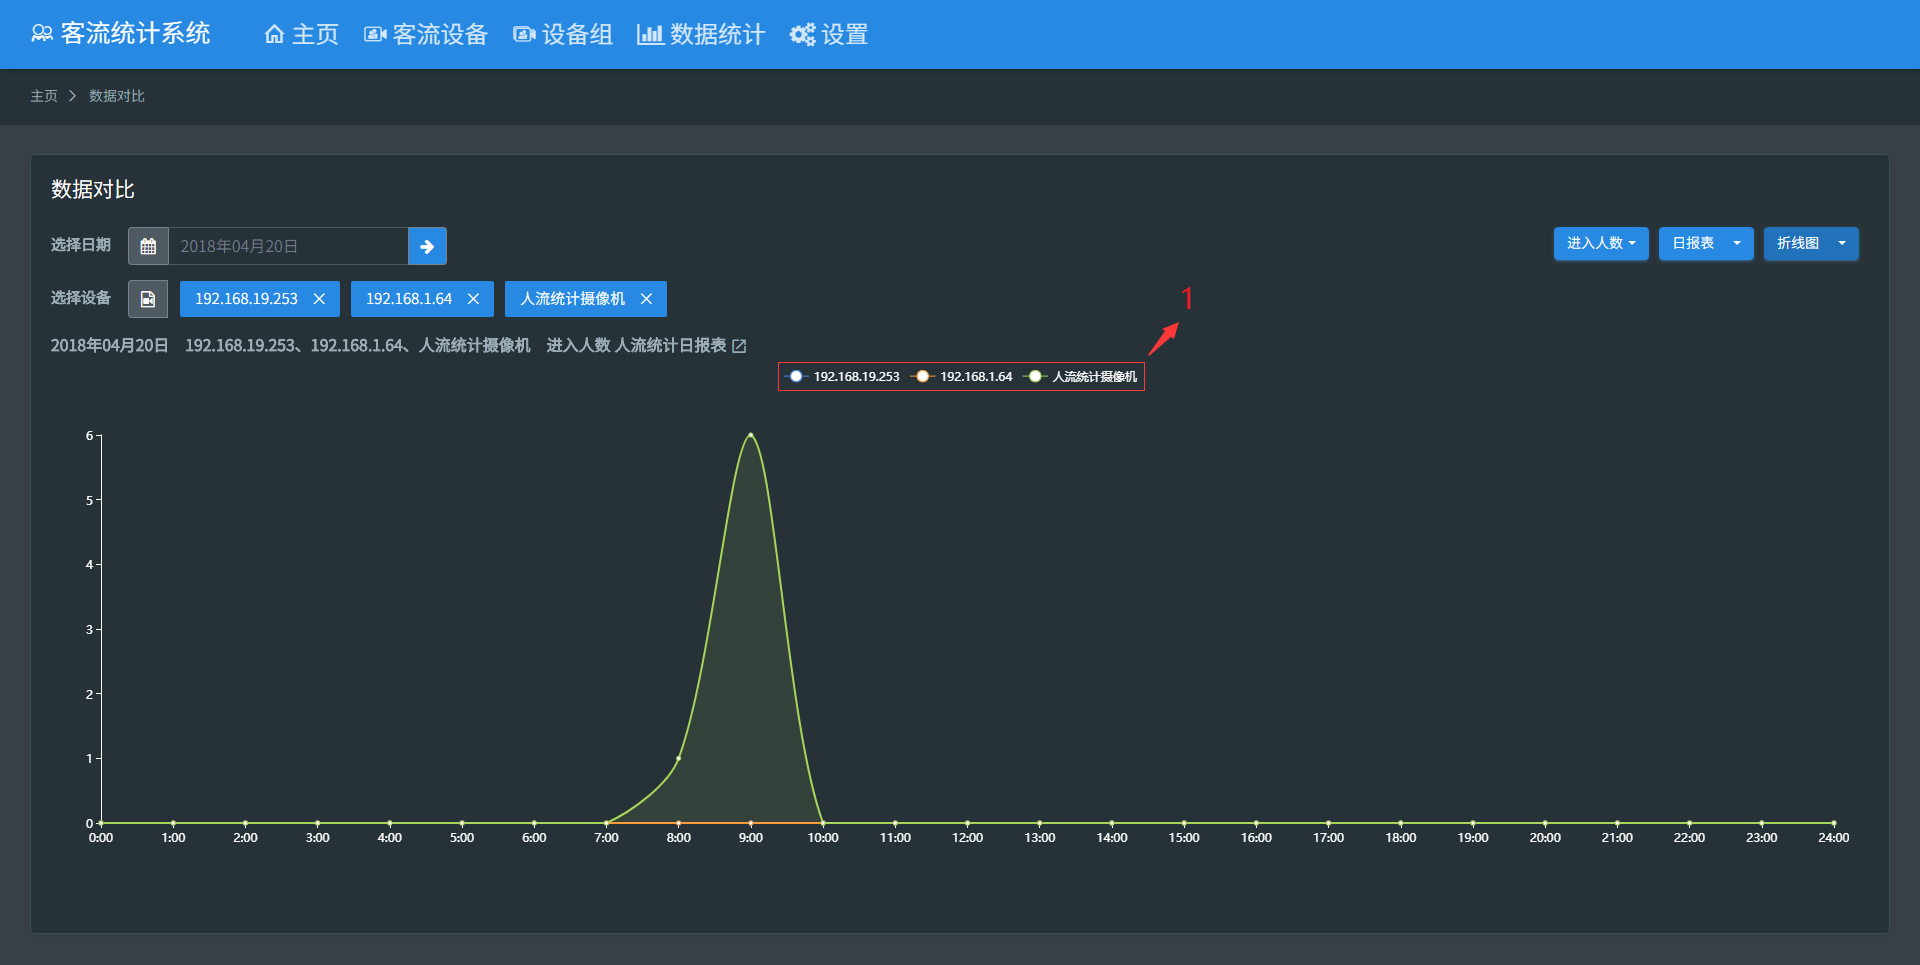 客流统计系统 主页 客流设备 设备组 数据统计 设置
主页 > 数据对比
数据对比
选择日期 2018年04月20日 进入人数 日报表 折线图
选择设备 192.168.19.253 × 192.168.1.64 × 人流统计摄像机 ×
1
2018年04月20日 192.168.19.253、192.168.1.64、人流统计摄像机 进入人数 人流统计日报表
192.168.19.253 192.168.1.64 人流统计摄像机
6
5
4
3
2
1
0
0:00 1:00 2:00 3:00 4:00 5:00 6:00 7:00 8:00 9:00 10:00 11:00 12:00 13:00 14:00 15:00 16:00 17:00 18:00 19:00 20:00 21:00 22:00 23:00 24:00